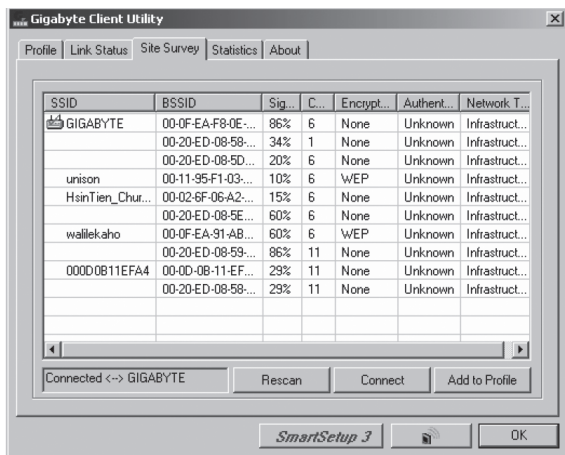 Gigabyte Client Utility
Profile Link Status Site Survey Statistics About
SSID BSSID Sig... C... Encrypt... Authent... Network T...
GIGABYTE 00-0F-EA-F8-0E-... 86% 6 None Unknown Infrastruct...
00-20-ED-08-58-... 34% 1 None Unknown Infrastruct...
00-20-ED-08-5D... 20% 6 None Unknown Infrastruct...
unison 00-11-95-F1-03-... 10% 6 WEP Unknown Infrastruct...
HsinTien_Chur... 00-02-6F-06-A2-... 15% 6 None Unknown Infrastruct...
00-20-ED-08-5E... 60% 6 None Unknown Infrastruct...
walilekaho 00-0F-EA-91-AB... 60% 6 WEP Unknown Infrastruct...
00-20-ED-08-59-... 86% 11 None Unknown Infrastruct...
000D0B11EFA4 00-0D-0B-11-EF... 29% 11 None Unknown Infrastruct...
00-20-ED-08-58-... 29% 11 None Unknown Infrastruct...
Connected <--> GIGABYTE Rescan Connect Add to Profile
SmartSetup 3 OK